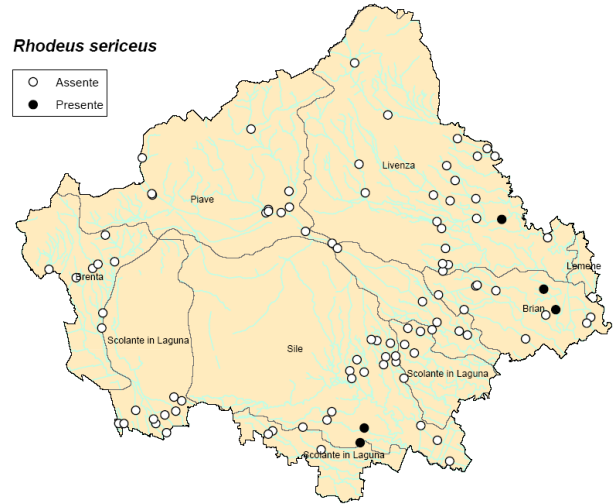 Rhodeus sericeus
Assente
Presente
Livenza
Piave
Lemene
Brenta
Brian
Scolante in Laguna
Sile
Scolante in Laguna
Scolante in Laguna